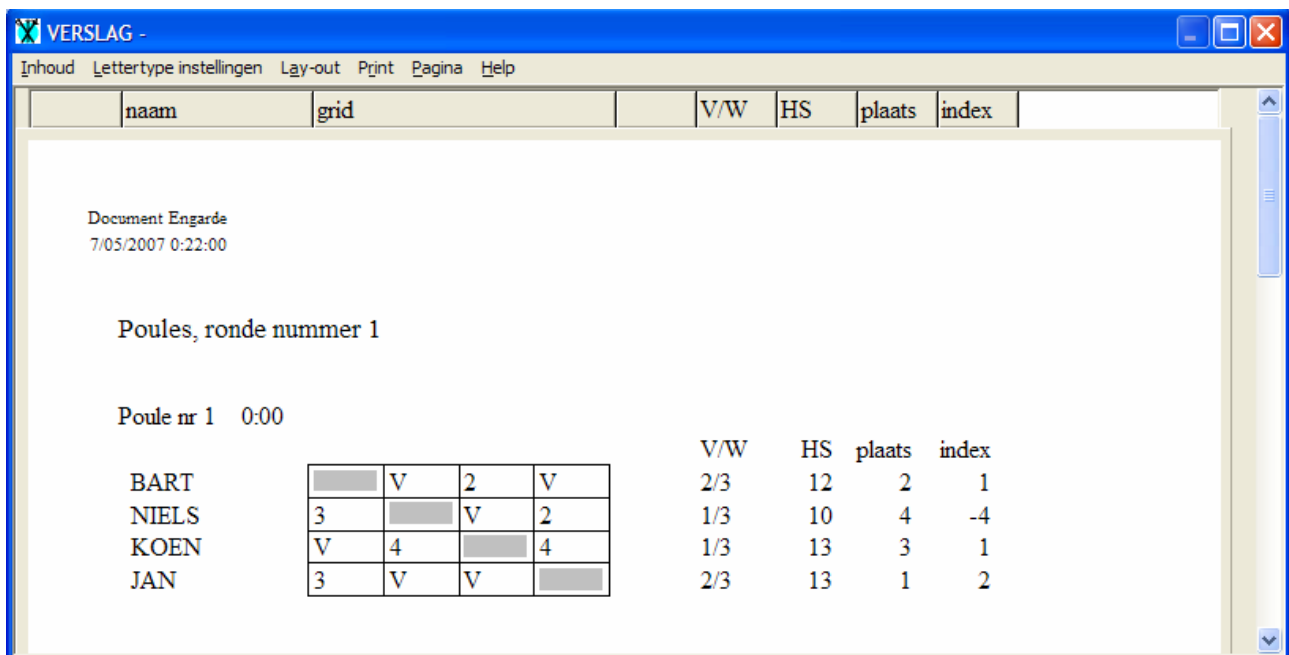 VERSLAG -
Inhoud Lettertype instellingen Lay-out Print Pagina Help
naam grid V/W HS plaats index
Document Engarde
7/05/2007 0:22:00
Poules, ronde nummer 1
Poule nr 1 0:00
V/W HS plaats index
BART V 2 V 2/3 12 2 1
NIELS 3 V 2 1/3 10 4 -4
KOEN V 4 4 1/3 13 3 1
JAN 3 V V 2/3 13 1 2